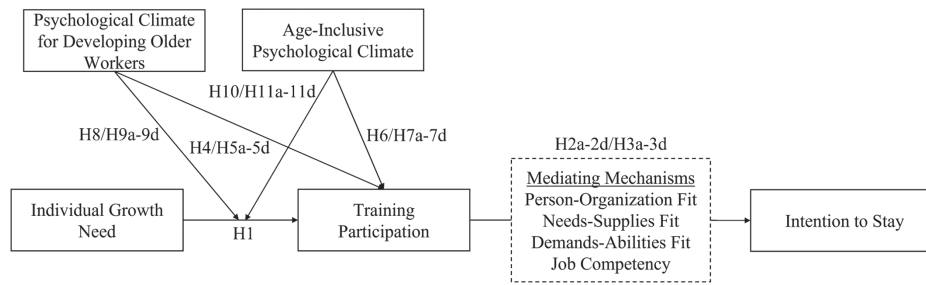 Psychological Climate
for Developing Older
Workers
Age-Inclusive
Psychological Climate
H10/H11a-11d
H8/H9a-9d
H4/H5a-5d
H6/H7a-7d
H2a-2d/H3a-3d
Individual Growth
Need
H1
Training
Participation
Mediating Mechanisms
Person-Organization Fit
Needs-Supplies Fit
Demands-Abilities Fit
Job Competency
Intention to Stay